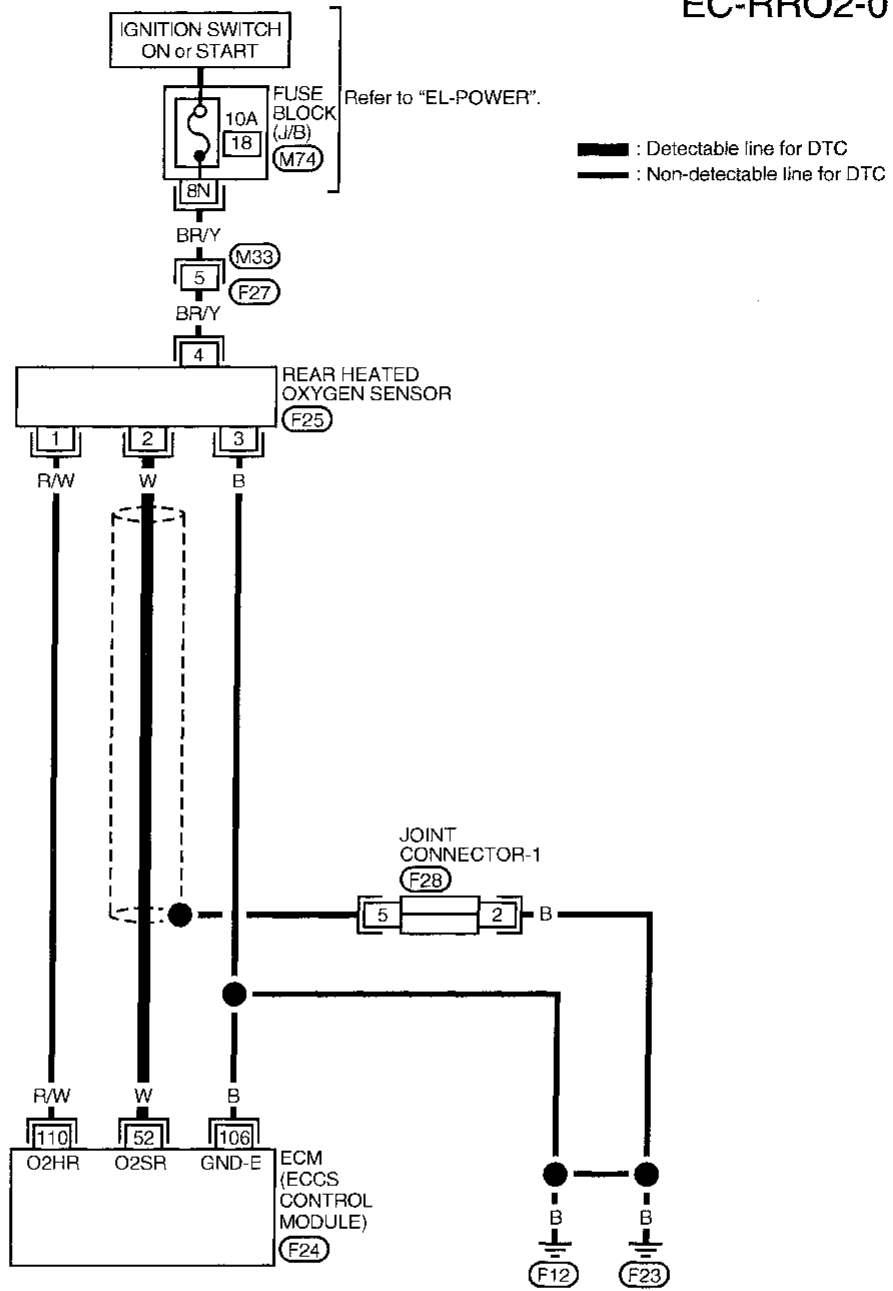 EC-RRO2-0
IGNITION SWITCH
ON or START
FUSE
BLOCK
(J/B)
M74
10A
18
Refer to "EL-POWER".
8N
: Detectable line for DTC
: Non-detectable line for DTC
BR/Y
M33
5
F27
BR/Y
4
REAR HEATED
OXYGEN SENSOR
F25
1 2 3
R/W W B
JOINT
CONNECTOR-1
F28
5 2 B
R/W W B
110 52 106
O2HR O2SR GND-E
ECM
(ECCS
CONTROL
MODULE)
F24
B B
F12 F23